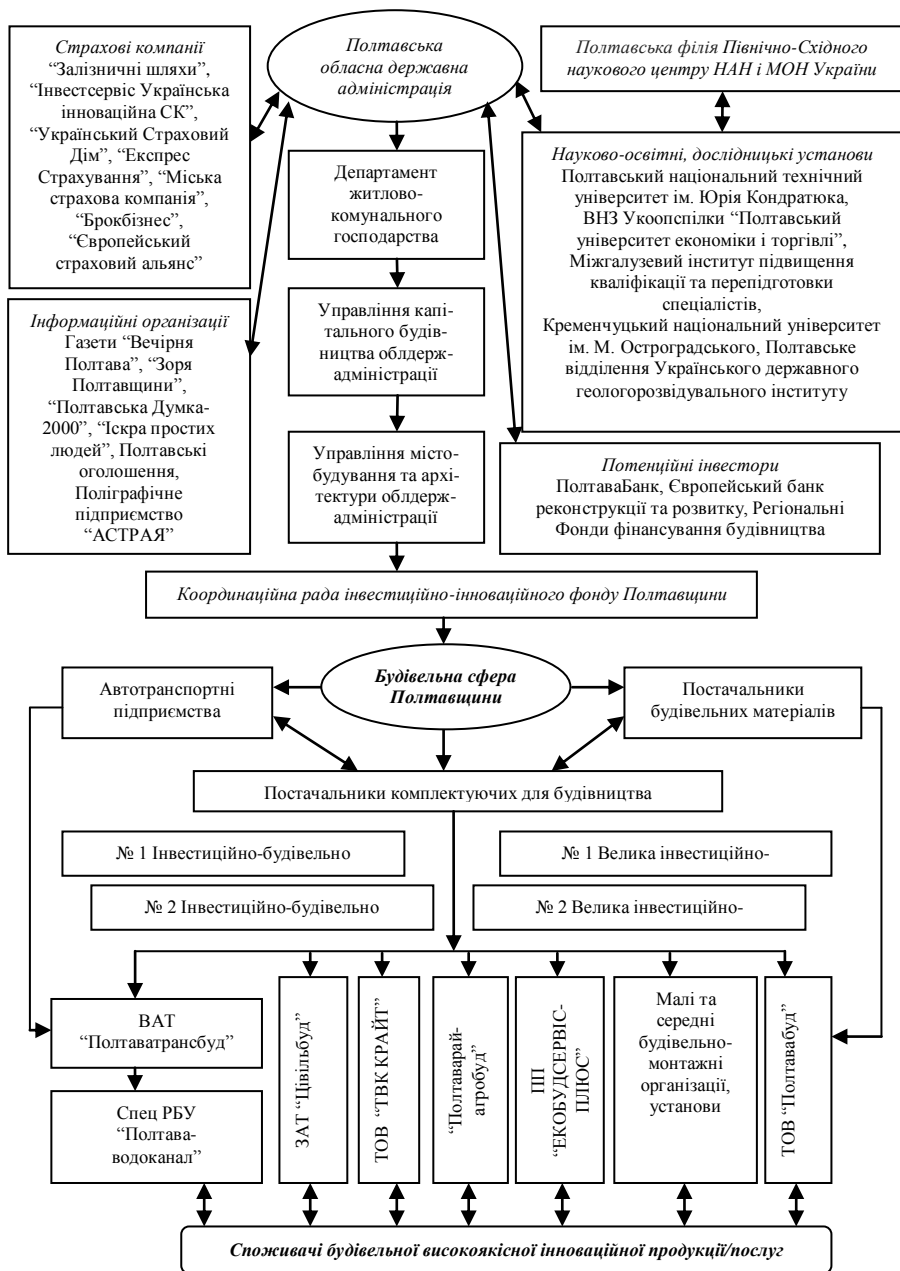 Страхові компанії
“Залізничні шляхи”,
“Інвестсервіс Українська
інноваційна СК”,
“Український Страховий
Дім”, “Експрес
Страхування”, “Міська
страхова компанія”,
“Брокбізнес”,
“Європейський
страховий альянс”
Полтавська
обласна державна
адміністрація
Полтавська філія Північно-Східного
наукового центру НАН і МОН України
Науково-освітні, дослідницькі установи
Полтавський національний технічний
університет ім. Юрія Кондратюка,
ВНЗ Укоопспілки “Полтавський
університет економіки і торгівлі”,
Міжгалузевий інститут підвищення
кваліфікації та перепідготовки
спеціалістів,
Кременчуцький національний університет
ім. М. Остроградського, Полтавське
відділення Українського державного
геологорозвідувального інституту
Департамент
житлово-
комунального
господарства
Інформаційні організації
Газети “Вечірня
Полтава”, “Зоря
Полтавщини”,
“Полтавська Думка-
2000”, “Іскра простих
людей”, Полтавські
оголошення,
Поліграфічне
підприємство
“АСТРАЯ”
Управління капі-
тального будів-
ництва облдерж-
адміністрації
Управління місто-
будування та архі-
тектури облдерж-
адміністрації
Потенційні інвестори
ПолтаваБанк, Європейський банк
реконструкції та розвитку, Регіональні
Фонди фінансування будівництва
Координаційна рада інвестиційно-інноваційного фонду Полтавщини
Будівельна сфера
Полтавщини
Автотранспортні
підприємства
Постачальники
будівельних матеріалів
Постачальники комплектуючих для будівництва
№ 1 Інвестиційно-будівельно
№ 1 Велика інвестиційно-
№ 2 Інвестиційно-будівельно
№ 2 Велика інвестиційно-
ВАТ
“Полтаватрансбуд”
Спец РБУ
“Полтава-
водоканал”
ЗАТ “Цівільбуд”
ТОВ “ТВК КРАЙТ”
“Полтаварай-
агробуд”
ПП
“ЕКОБУДСЕРВІС-
ПЛЮС”
Малі та
середні
будівельно-
монтажні
організації,
установи
ТОВ “Полтавабуд”
Споживачі будівельної високоякісної інноваційної продукції/послуг